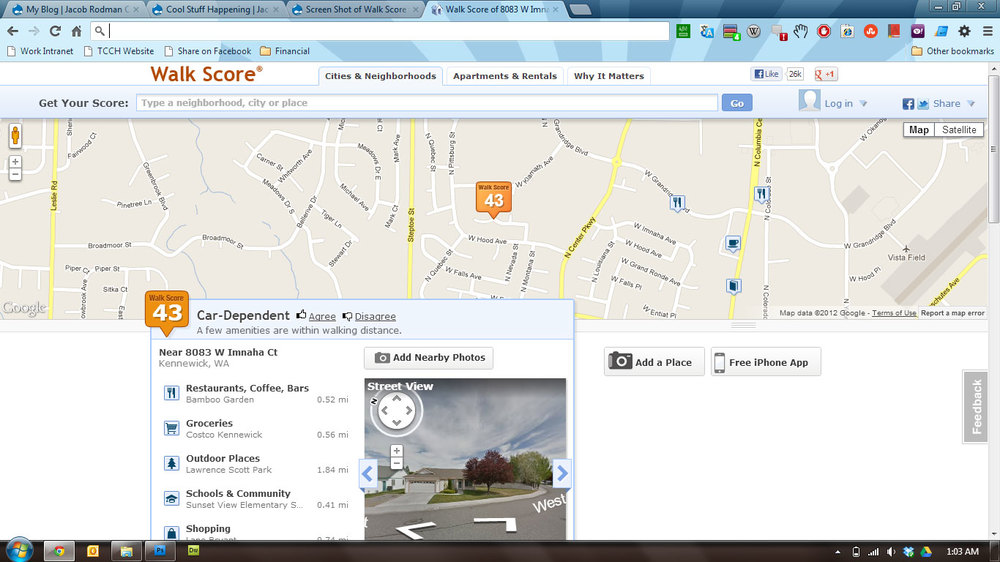 My Blog | Jacob Rodman C
Cool Stuff Happening | Jac
Screen Shot of Walk Score
Walk Score of 8083 W Imna
Work Intranet
TCCH Website
Share on Facebook
Financial
Other bookmarks
Walk Score®
Cities & Neighborhoods
Apartments & Rentals
Why It Matters
Like
26k
+1
Get Your Score:
Type a neighborhood, city or place
Go
Log in
Share
Map
Satellite
Fairwood Ct
Leslie Rd
Greenbrook Blvd
Pinetree Ln
Broadmoor St
Broadmoor St
Piper Ct
Piper St
Sitka Ct
Carner St
Whitworth Ave
Meadows Dr E
Meadows Dr S
Michael Ave
Mark Ave
Mark Ct
Bellevue Dr
Tiger Ln
Stewart Dr
Steptoe St
N Quebec St
N Pittsburg St
W Klamath Ave
W Grandridge Blvd
W Grandridge Blvd
N Columbia Ce
N Center Pkwy
W Hood Ave
N Quebec St
W Falls Ave
N Nevada St
N Montana St
N Louisiana St
W Imnaha Ave
W Grand Ronde Ave
W Falls Pl
W Entiat Pl
W Okanog
W Grandridge Blvd
W Hood Pl
Vista Field
Walk Score
43
Google
Map data ©2012 Google - Terms of Use
Report a map error
Walk Score
43
Car-Dependent
Agree
Disagree
A few amenities are within walking distance.
Near 8083 W Imnaha Ct
Kennewick, WA
Add Nearby Photos
Add a Place
Free iPhone App
Restaurants, Coffee, Bars
Bamboo Garden
0.52 mi
Groceries
Costco Kennewick
0.56 mi
Outdoor Places
Lawrence Scott Park
1.84 mi
Schools & Community
Sunset View Elementary S...
0.41 mi
Shopping
Lane Bryant
0.74 mi
Street View
N
West
Feedback
1:03 AM